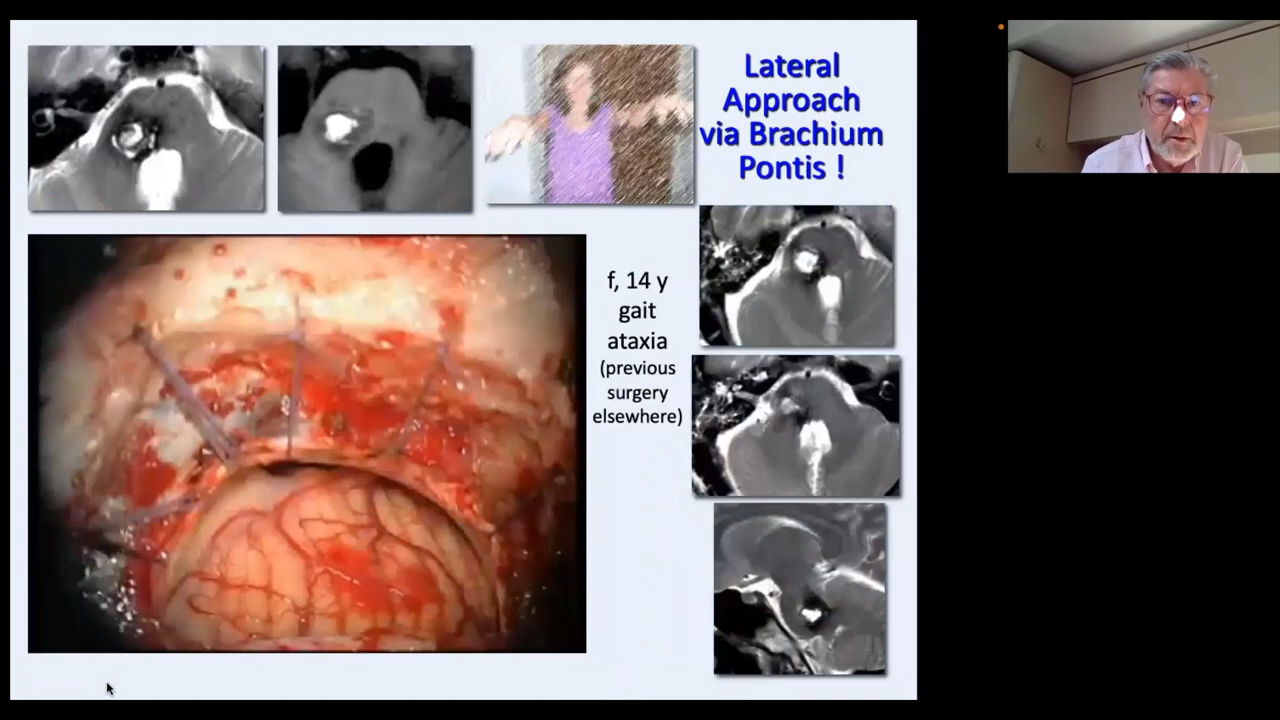 Lateral
Approach
via Brachium
Pontis !
f, 14 y
gait
ataxia
(previous
surgery
elsewhere)